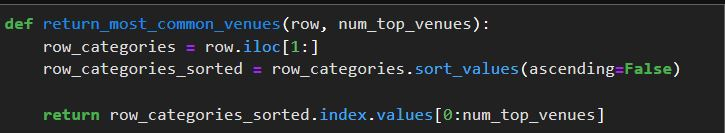 def return_most_common_venues(row, num_top_venues):
    row_categories = row.iloc[1:]
    row_categories_sorted = row_categories.sort_values(ascending=False)

    return row_categories_sorted.index.values[0:num_top_venues]